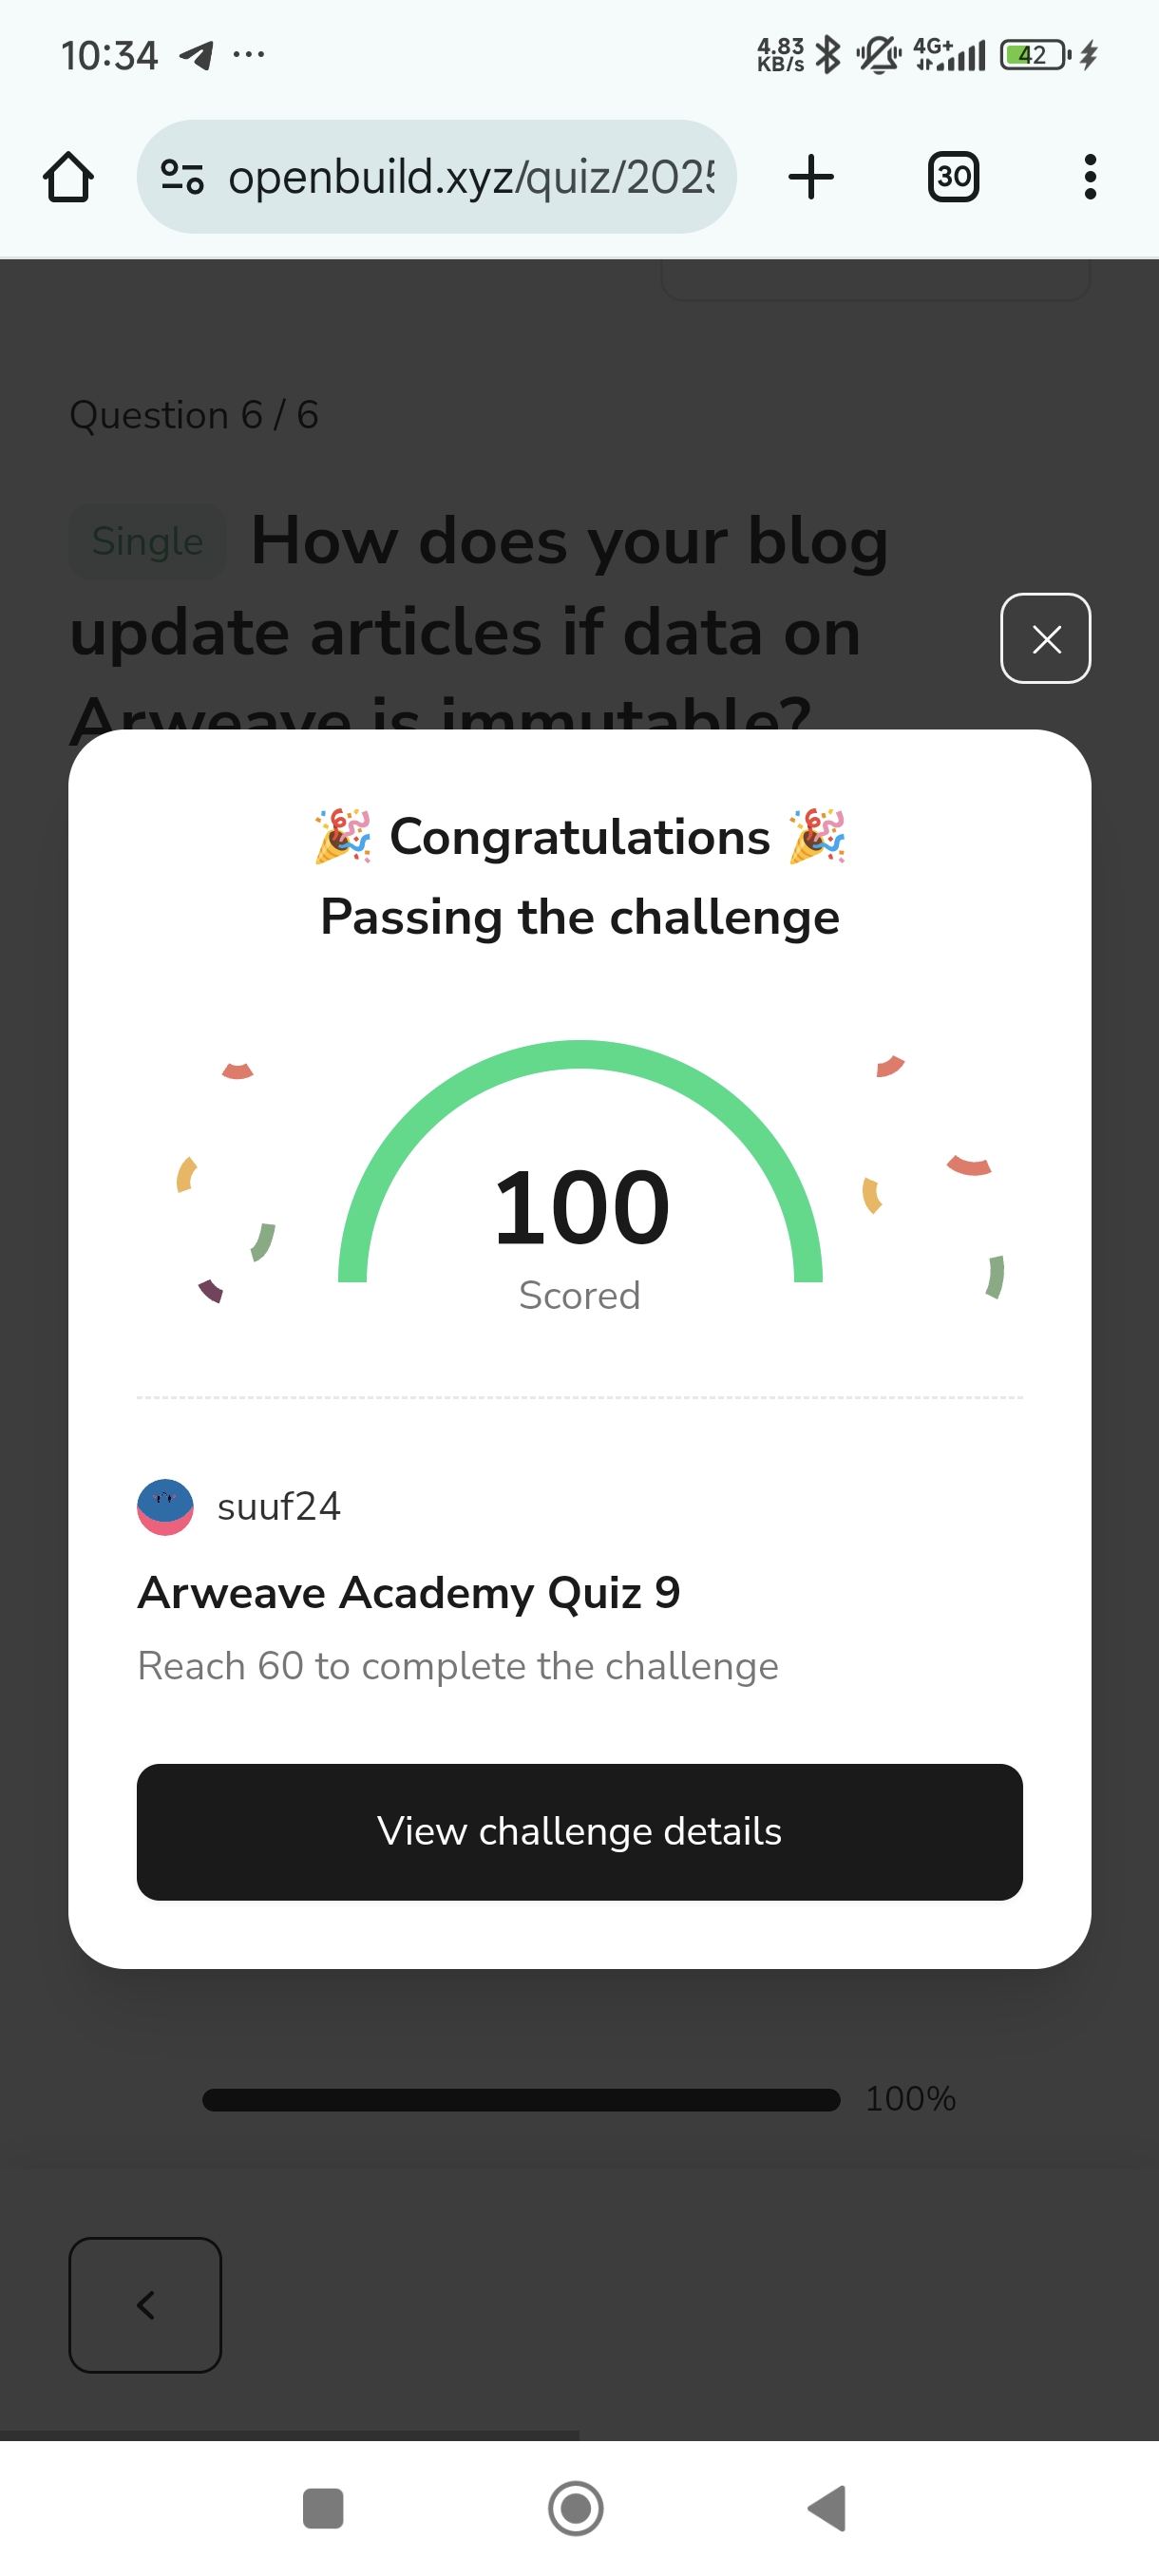 10:34
4.83
KB/s
4G+
42
openbuild.xyz/quiz/2025
30
Question 6 / 6
Single How does your blog
update articles if data on
Arweave is immutable?
🎉 Congratulations 🎉
Passing the challenge
100
Scored
suuf24
Arweave Academy Quiz 9
Reach 60 to complete the challenge
View challenge details
100%